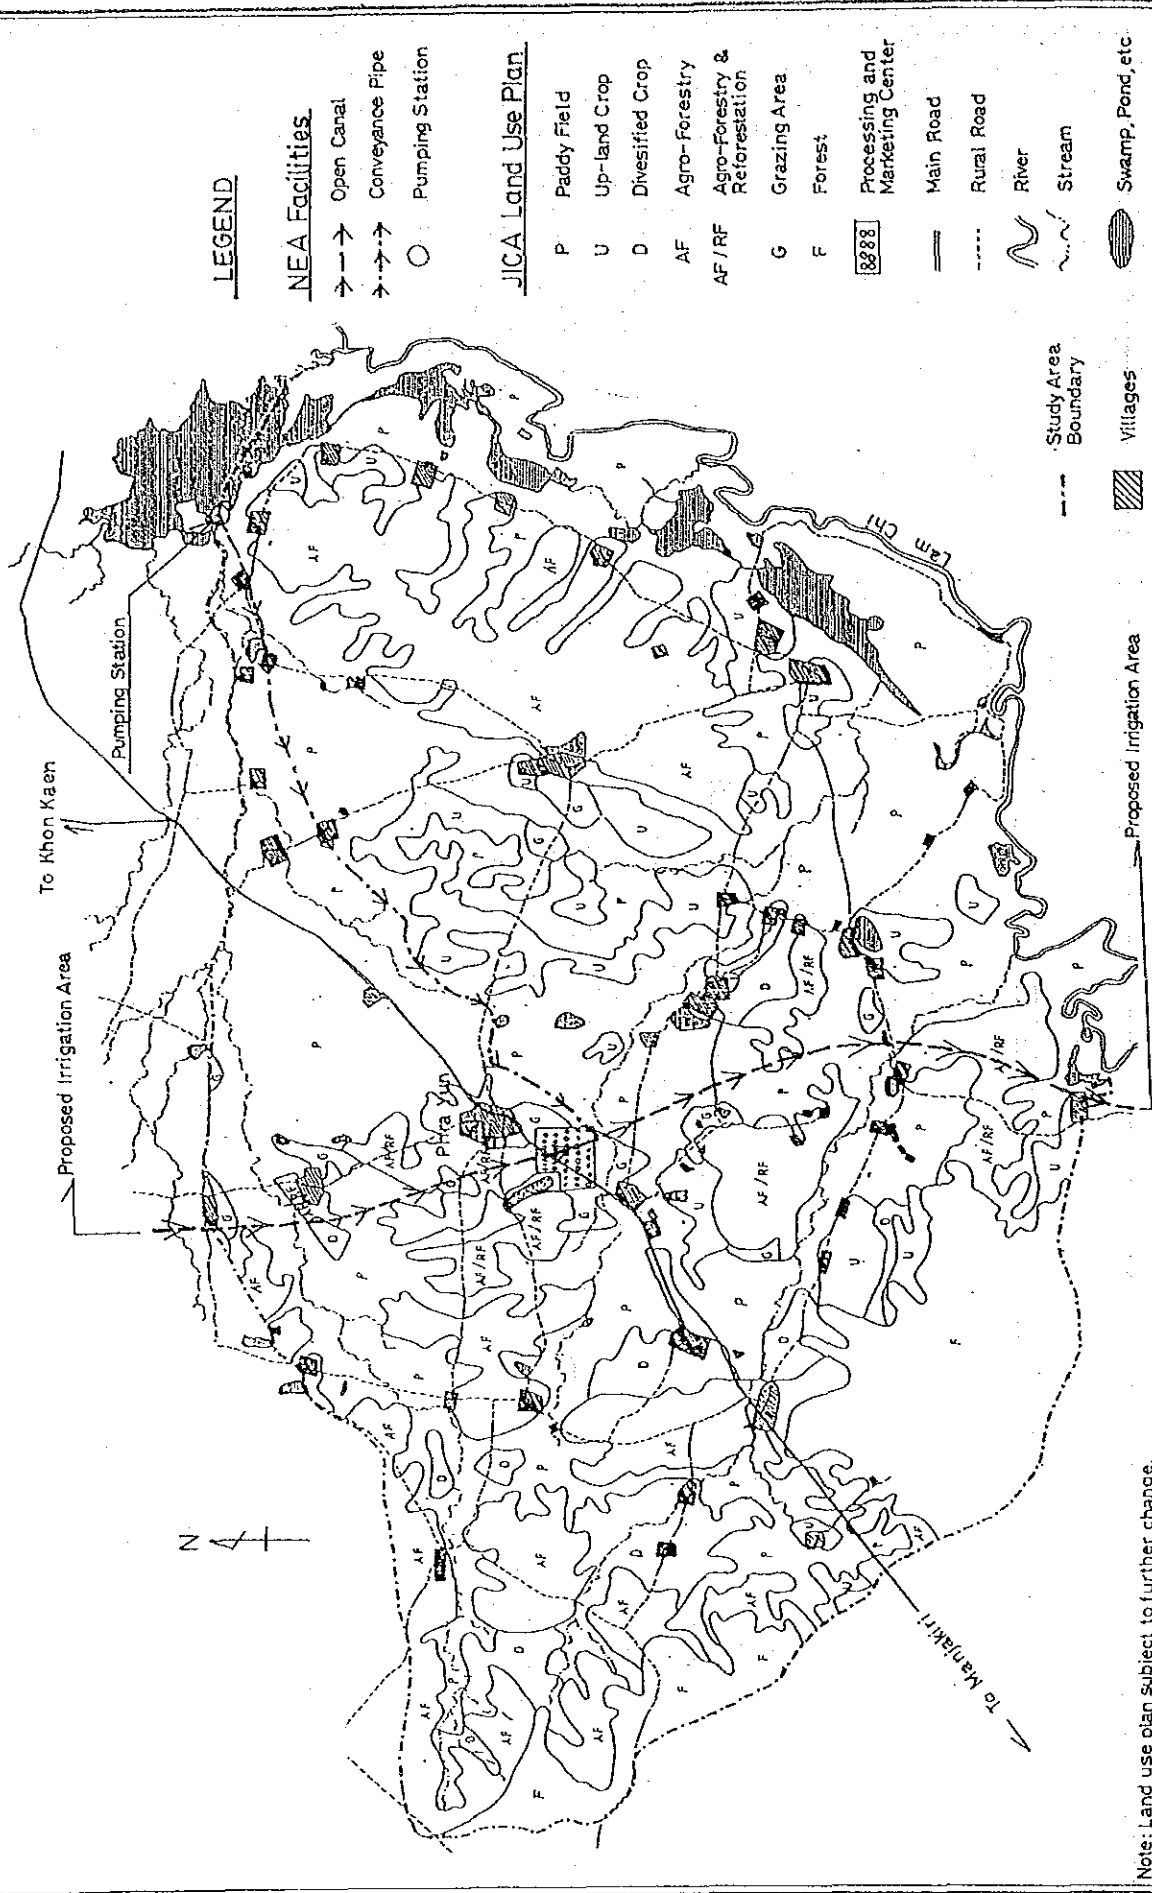 LEGEND
NEA Facilities
Open Canal
Conveyance Pipe
Pumping Station
JICA Land Use Plan
P Paddy Field
U Up-land Crop
D Divesified Crop
AF Agro-Forestry
AF/RF Agro-Forestry &
Reforestation
G Grazing Area
F Forest
Processing and
Marketing Center
Main Road
Rural Road
River
Stream
Swamp, Pond, etc
Study Area
Boundary
Villages
To Khon Kaen
Pumping Station
Proposed Irrigation Area
Phra Yun
Lam Chi
Proposed Irrigation Area
N
To Manjakiri
Note: Land use plan subject to further change.